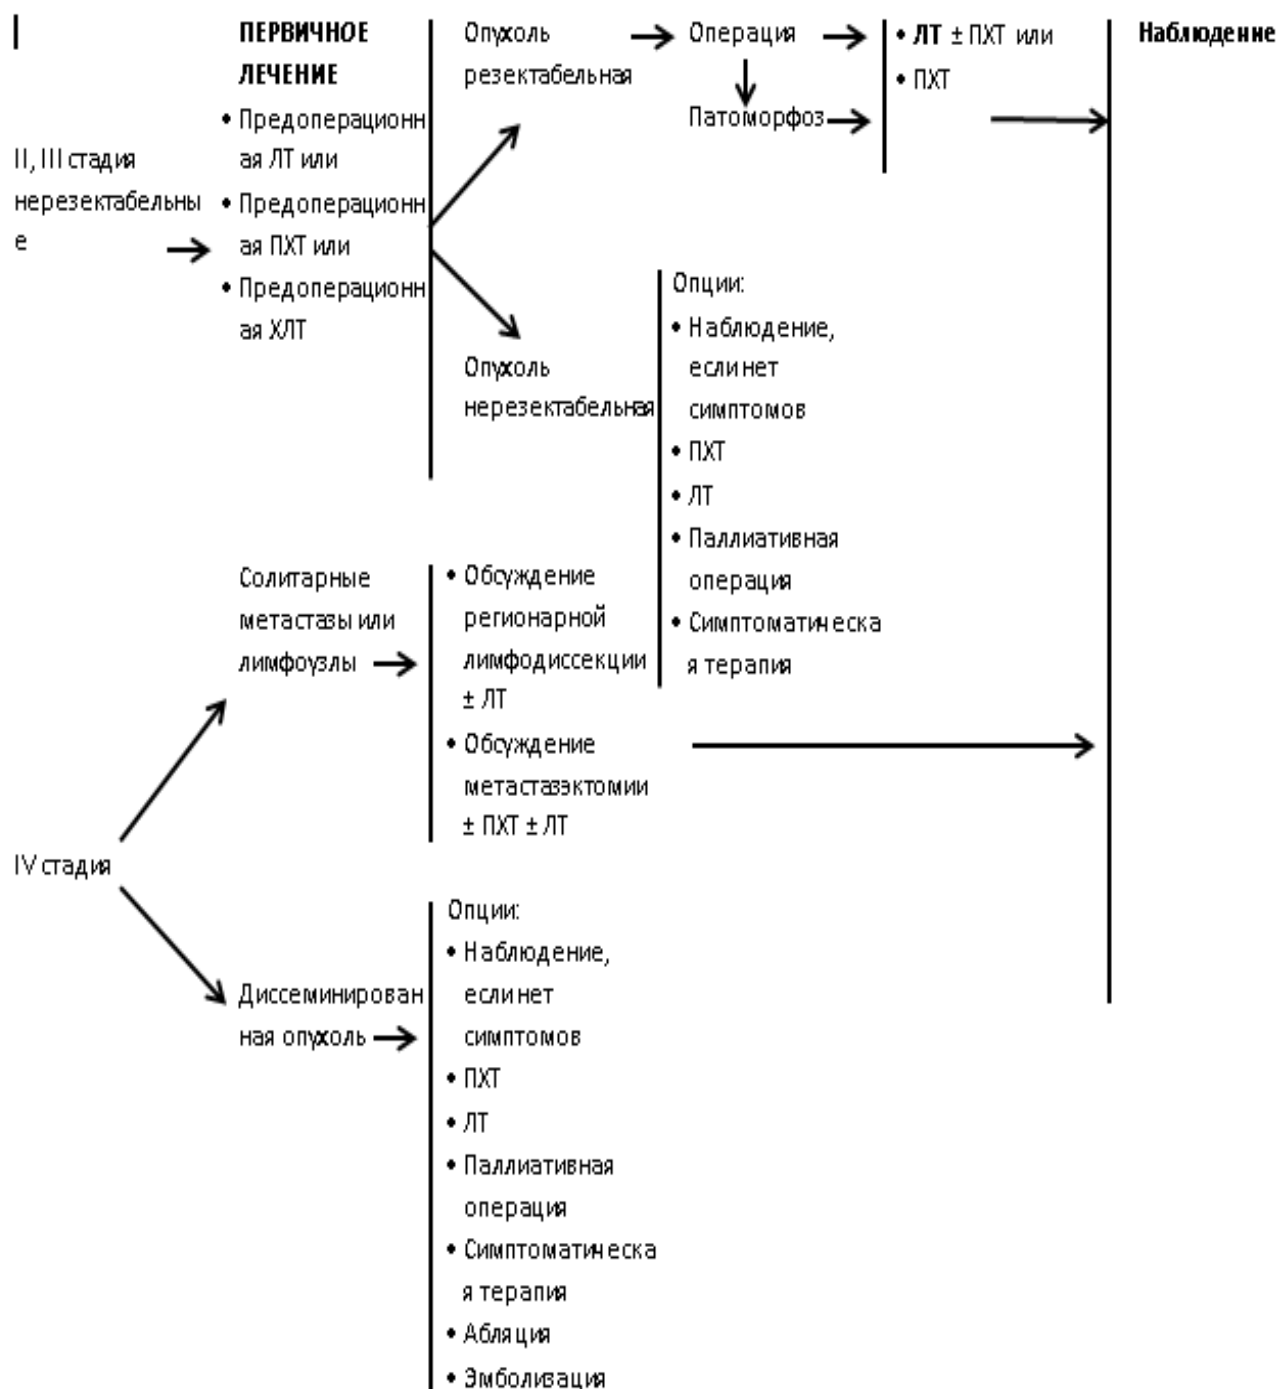 ПЕРВИЧНОЕ
ЛЕЧЕНИЕ
• Предоперационн
ая ЛТ или
• Предоперационн
ая ПХТ или
• Предоперационн
ая ХЛТ
II, III стадия
нерезектабельны
е
Опухоль
резектабельная
Операция
Патоморфоз
• ЛТ ± ПХТ или
• ПХТ
Наблюдение
Опухоль
нерезектабельная
Опции:
• Наблюдение,
если нет
симптомов
• ПХТ
• ЛТ
• Паллиативная
операция
• Симптоматическа
я терапия
IV стадия
Солитарные
метастазы или
лимфоузлы
• Обсуждение
регионарной
лимфодиссекции
± ЛТ
• Обсуждение
метастазэктомии
± ПХТ ± ЛТ
Диссеминирован
ная опухоль
Опции:
• Наблюдение,
если нет
симптомов
• ПХТ
• ЛТ
• Паллиативная
операция
• Симптоматическа
я терапия
• Абляция
• Эмболизация